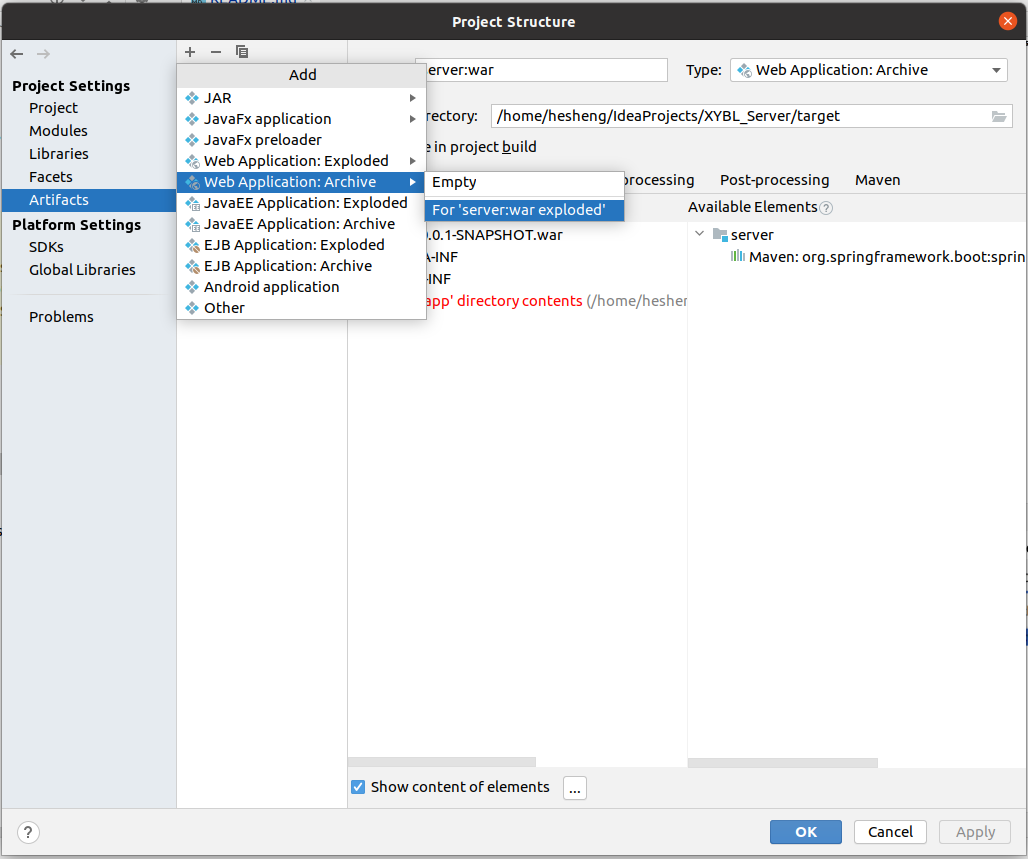 README.md
Project Structure
Project Settings
Project
Modules
Libraries
Facets
Artifacts
Platform Settings
SDKs
Global Libraries
Problems
Add
JAR
JavaFx application
JavaFx preloader
Web Application: Exploded
Web Application: Archive
JavaEE Application: Exploded
JavaEE Application: Archive
EJB Application: Exploded
EJB Application: Archive
Android application
Other
Empty
For 'server:war exploded'
erver:war
Type: Web Application: Archive
rectory: /home/hesheng/IdeaProjects/XYBL_Server/target
e in project build
processing Post-processing Maven
Available Elements ?
.0.1-SNAPSHOT.war
A-INF
-INF
app' directory contents (/home/hesher
server
Maven: org.springframework.boot:sprin
Show content of elements ...
? OK Cancel Apply